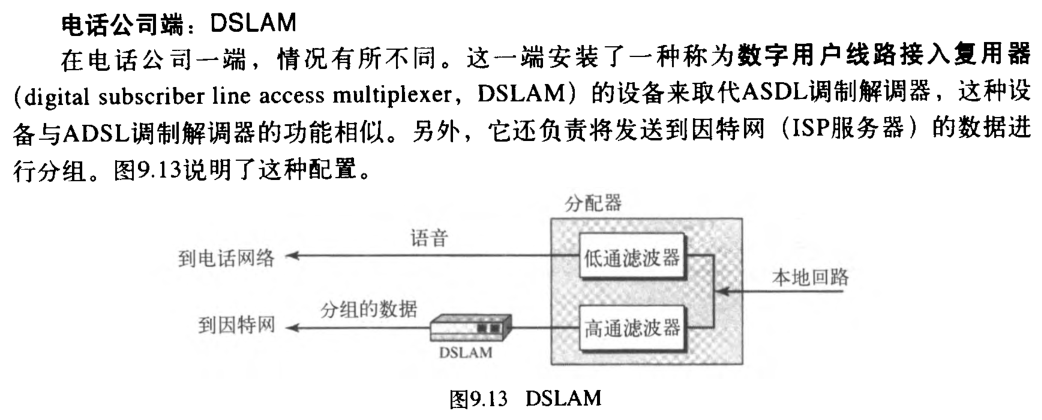 电话公司端：DSLAM
在电话公司一端，情况有所不同。这一端安装了一种称为数字用户线路接入复用器
（digital subscriber line access multiplexer，DSLAM）的设备来取代ASDL调制解调器，这种设
备与ADSL调制解调器的功能相似。另外，它还负责将发送到因特网（ISP服务器）的数据进
行分组。图9.13说明了这种配置。
分配器
语音
到电话网络
低通滤波器
本地回路
分组的数据
到因特网
高通滤波器
DSLAM
图9.13 DSLAM